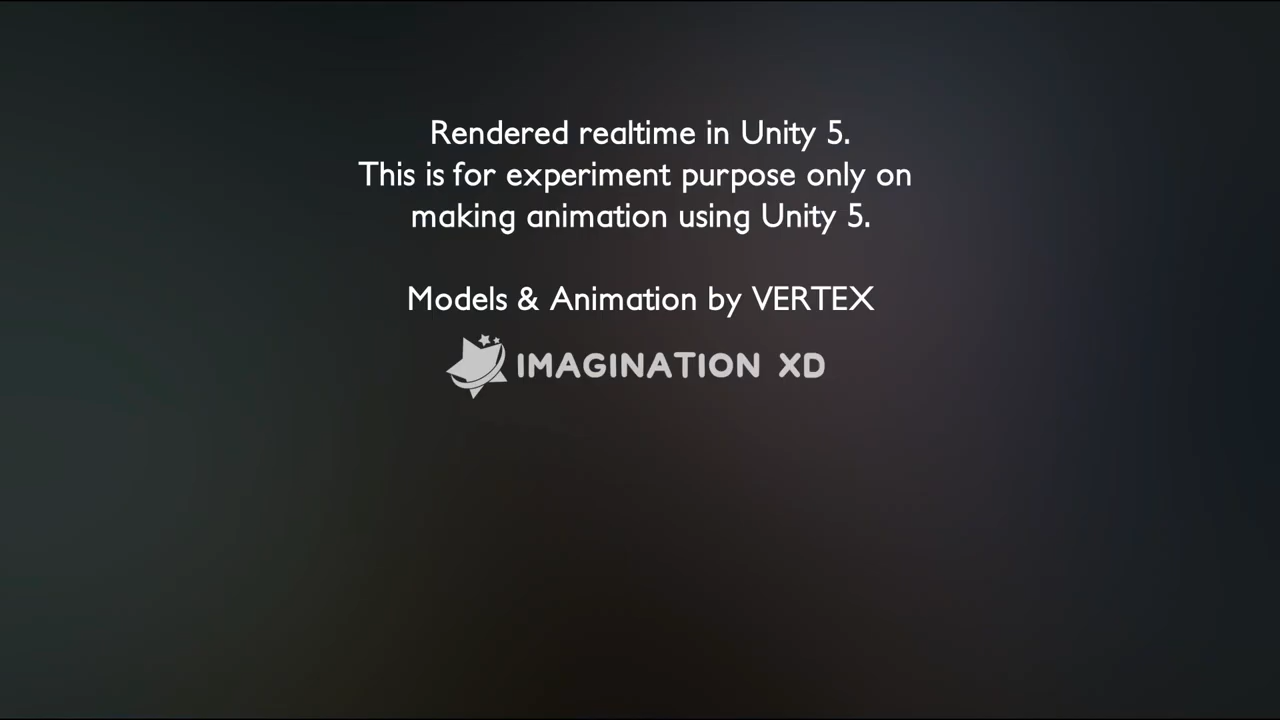 Rendered realtime in Unity 5.
This is for experiment purpose only on
making animation using Unity 5.
Models & Animation by VERTEX
IMAGINATION XD